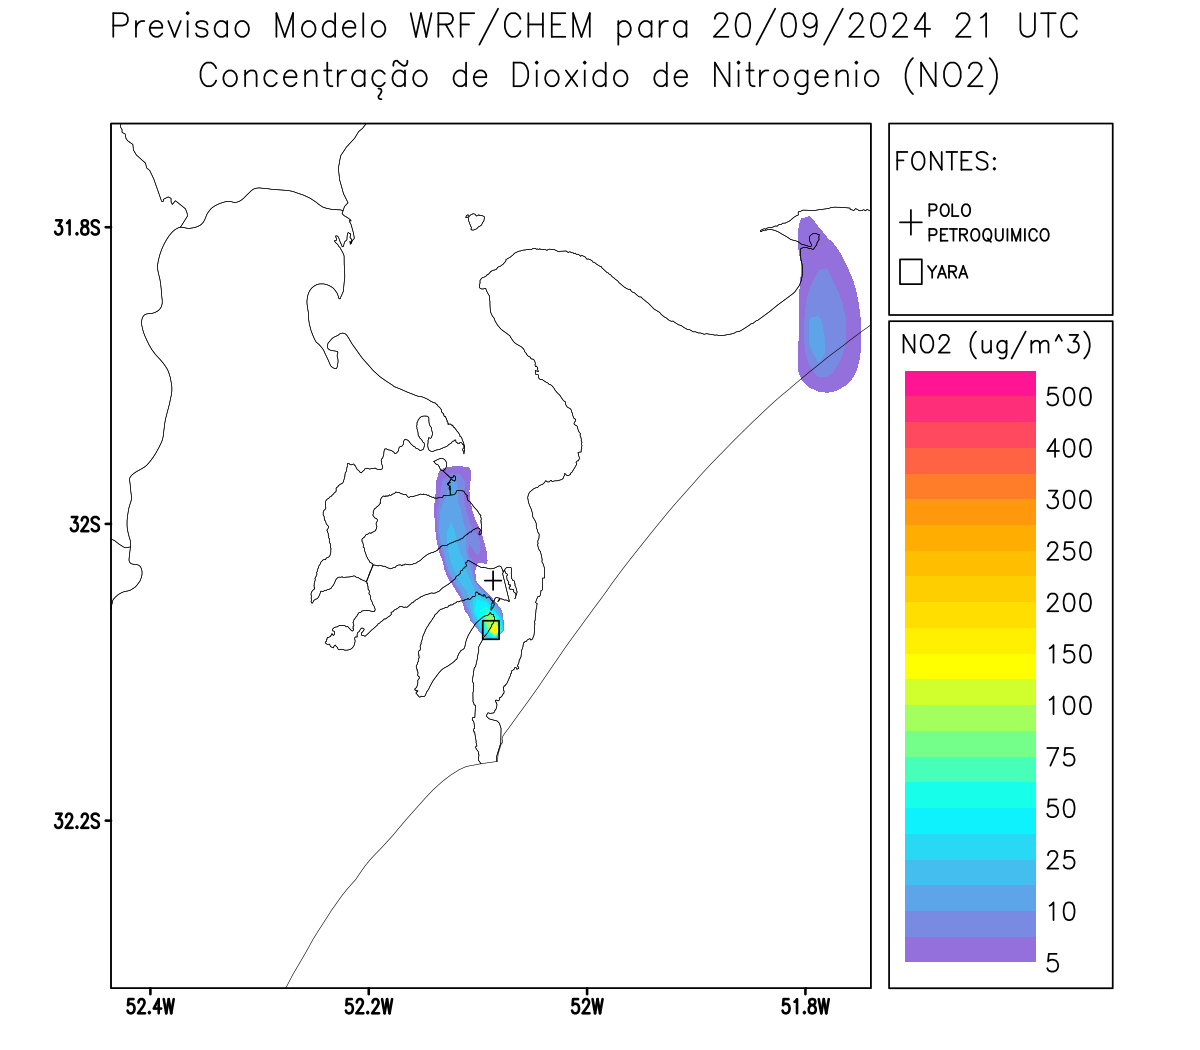 Previsao Modelo WRF/CHEM para 20/09/2024 21 UTC
Concentração de Dioxido de Nitrogenio (NO2)
FONTES:
POLO
PETROQUIMICO
YARA
NO2 (ug/m^3)
500
400
300
250
200
150
100
75
50
25
10
5
31.8S
32S
32.2S
52.4W
52.2W
52W
51.8W